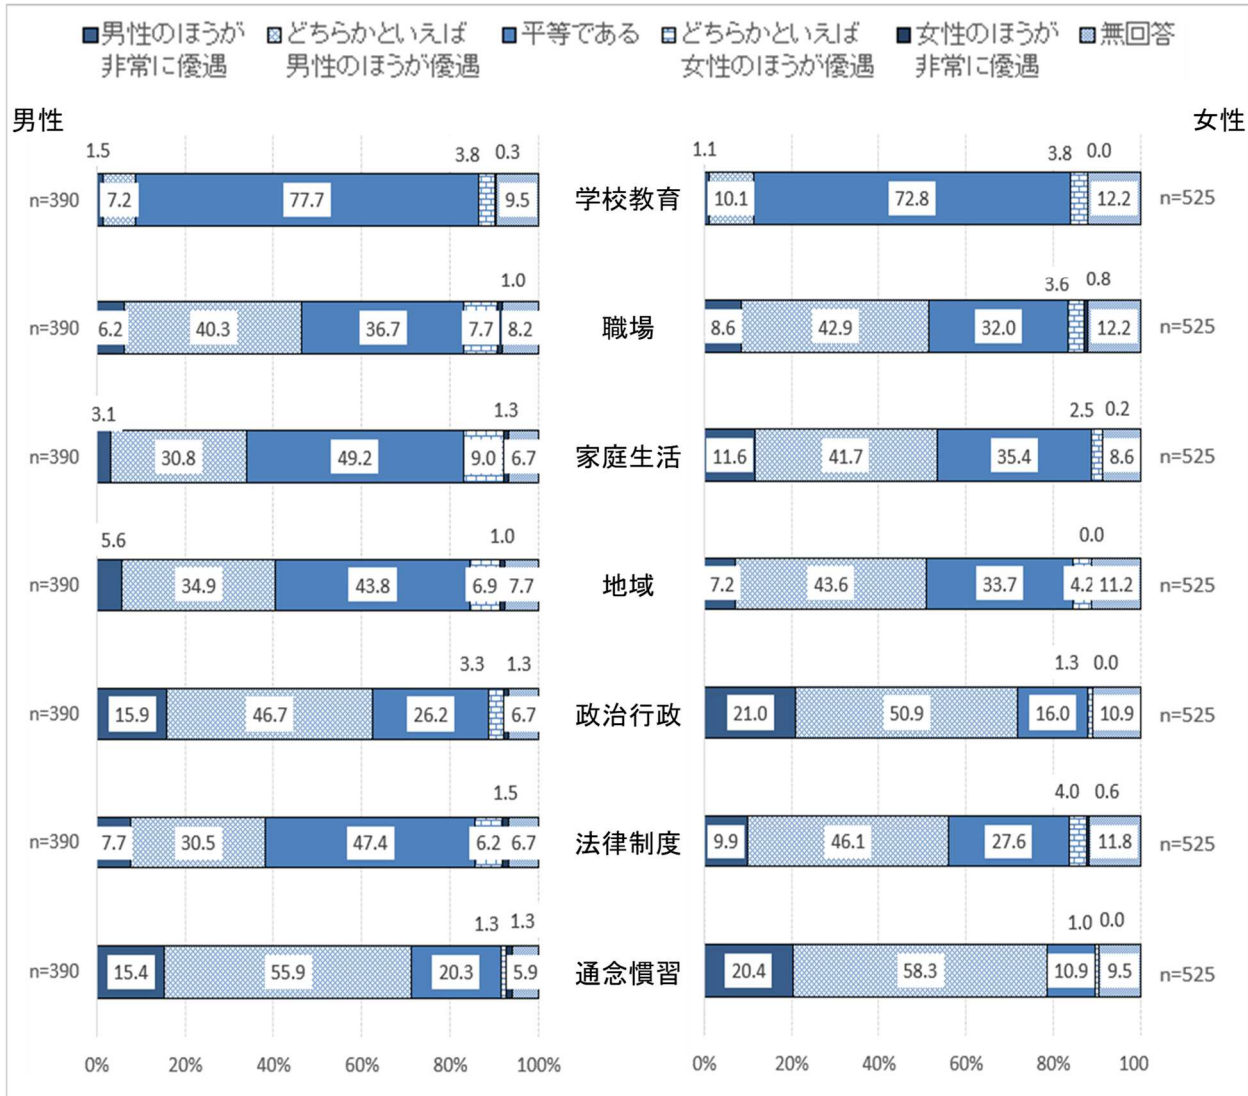 男性のほうが どちらかといえば 平等である どちらかといえば 女性のほうが 無回答
非常に優遇 男性のほうが優遇 女性のほうが優遇 非常に優遇
男性 女性
1.5 3.8 0.3 1.1 3.8 0.0
n=390 7.2 77.7 9.5 学校教育 10.1 72.8 12.2 n=525
1.0 3.6 0.8
n=390 6.2 40.3 36.7 7.7 8.2 職場 8.6 42.9 32.0 12.2 n=525
3.1 1.3 2.5 0.2
n=390 30.8 49.2 9.0 6.7 家庭生活 11.6 41.7 35.4 8.6 n=525
5.6 1.0 0.0
n=390 34.9 43.8 6.9 7.7 地域 7.2 43.6 33.7 4.2 11.2 n=525
3.3 1.3 1.3 0.0
n=390 15.9 46.7 26.2 6.7 政治行政 21.0 50.9 16.0 10.9 n=525
1.5 4.0 0.6
n=390 7.7 30.5 47.4 6.2 6.7 法律制度 9.9 46.1 27.6 11.8 n=525
1.3 1.3 1.0 0.0
n=390 15.4 55.9 20.3 5.9 通念慣習 20.4 58.3 10.9 9.5 n=525
0% 20% 40% 60% 80% 100% 0% 20% 40% 60% 80% 100